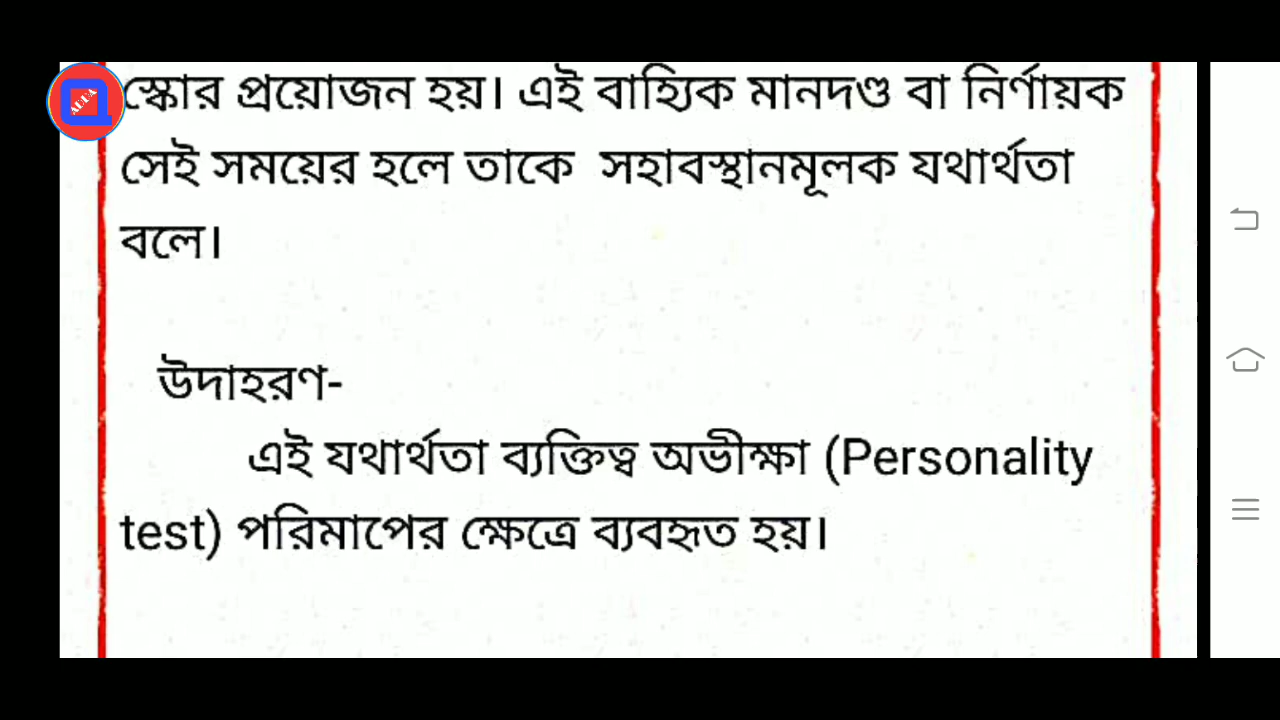 স্কোর প্রয়োজন হয়। এই বাহ্যিক মানদণ্ড বা নির্ণায়ক
সেই সময়ের হলে তাকে সহাবস্থানমূলক যথার্থতা
বলে।
উদাহরণ-
এই যথার্থতা ব্যক্তিত্ব অভীক্ষা (Personality
test) পরিমাপের ক্ষেত্রে ব্যবহৃত হয়।